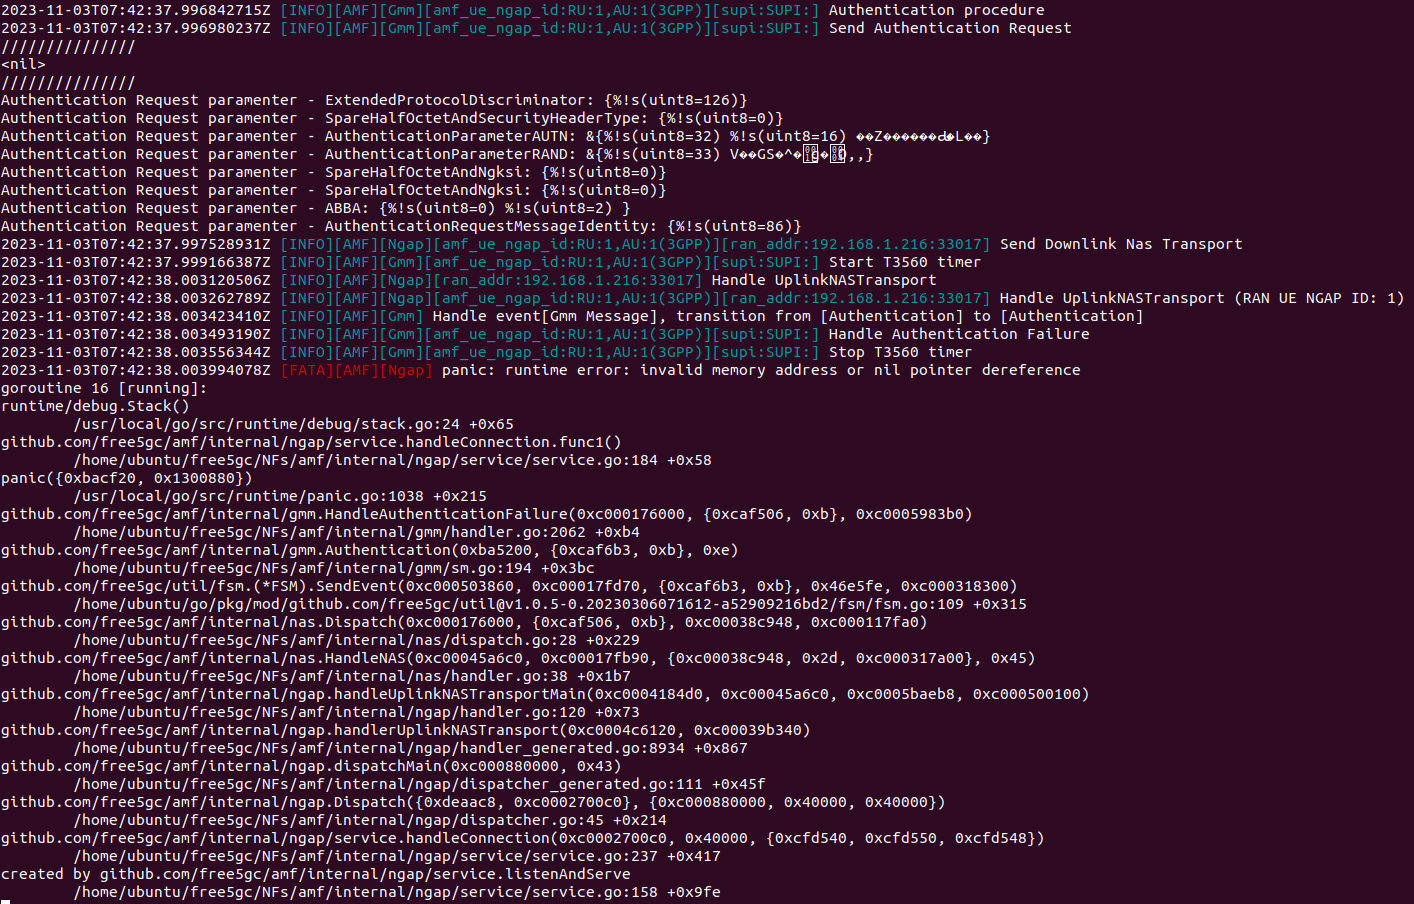 2023-11-03T07:42:37.996842715Z [INFO][AMF][Gmm][amf_ue_ngap_id:RU:1,AU:1(3GPP)][supi:SUPI:] Authentication procedure
2023-11-03T07:42:37.996980237Z [INFO][AMF][Gmm][amf_ue_ngap_id:RU:1,AU:1(3GPP)][supi:SUPI:] Send Authentication Request
///////////////
<nil>
///////////////
Authentication Request paramenter - ExtendedProtocolDiscriminator: {%!s(uint8=126)}
Authentication Request paramenter - SpareHalfOctetAndSecurityHeaderType: {%!s(uint8=0)}
Authentication Request paramenter - AuthenticationParameterAUTN: &{%!s(uint8=32) %!s(uint8=16) ��Z������ԃ�L��}
Authentication Request paramenter - AuthenticationParameterRAND: &{%!s(uint8=33) V��GS�^�g�0,,}
Authentication Request paramenter - SpareHalfOctetAndNgksi: {%!s(uint8=0)}
Authentication Request paramenter - SpareHalfOctetAndNgksi: {%!s(uint8=0)}
Authentication Request paramenter - ABBA: {%!s(uint8=0) %!s(uint8=2) }
Authentication Request paramenter - AuthenticationRequestMessageIdentity: {%!s(uint8=86)}
2023-11-03T07:42:37.997528931Z [INFO][AMF][Ngap][amf_ue_ngap_id:RU:1,AU:1(3GPP)][ran_addr:192.168.1.216:33017] Send Downlink Nas Transport
2023-11-03T07:42:37.999166387Z [INFO][AMF][Gmm][amf_ue_ngap_id:RU:1,AU:1(3GPP)][supi:SUPI:] Start T3560 timer
2023-11-03T07:42:38.003120506Z [INFO][AMF][Ngap][ran_addr:192.168.1.216:33017] Handle UplinkNASTransport
2023-11-03T07:42:38.003262789Z [INFO][AMF][Ngap][amf_ue_ngap_id:RU:1,AU:1(3GPP)][ran_addr:192.168.1.216:33017] Handle UplinkNASTransport (RAN UE NGAP ID: 1)
2023-11-03T07:42:38.003423410Z [INFO][AMF][Gmm] Handle event[Gmm Message], transition from [Authentication] to [Authentication]
2023-11-03T07:42:38.003493190Z [INFO][AMF][Gmm][amf_ue_ngap_id:RU:1,AU:1(3GPP)][supi:SUPI:] Handle Authentication Failure
2023-11-03T07:42:38.003556344Z [INFO][AMF][Gmm][amf_ue_ngap_id:RU:1,AU:1(3GPP)][supi:SUPI:] Stop T3560 timer
2023-11-03T07:42:38.003994078Z [FATA][AMF][Ngap] panic: runtime error: invalid memory address or nil pointer dereference
goroutine 16 [running]:
runtime/debug.Stack()
/usr/local/go/src/runtime/debug/stack.go:24 +0x65
github.com/free5gc/amf/internal/ngap/service.handleConnection.func1()
/home/ubuntu/free5gc/NFs/amf/internal/ngap/service/service.go:184 +0x58
panic({0xbacf20, 0x1300880})
/usr/local/go/src/runtime/panic.go:1038 +0x215
github.com/free5gc/amf/internal/gmm.HandleAuthenticationFailure(0xc000176000, {0xcaf506, 0xb}, 0xc0005983b0)
/home/ubuntu/free5gc/NFs/amf/internal/gmm/handler.go:2062 +0xb4
github.com/free5gc/amf/internal/gmm.Authentication(0xba5200, {0xcaf6b3, 0xb}, 0xe)
/home/ubuntu/free5gc/NFs/amf/internal/gmm/sm.go:194 +0x3bc
github.com/free5gc/util/fsm.(*FSM).SendEvent(0xc000503860, 0xc00017fd70, {0xcaf6b3, 0xb}, 0x46e5fe, 0xc000318300)
/home/ubuntu/go/pkg/mod/github.com/free5gc/util@v1.0.5-0.20230306071612-a52909216bd2/fsm/fsm.go:109 +0x315
github.com/free5gc/amf/internal/nas.Dispatch(0xc000176000, {0xcaf506, 0xb}, 0xc00038c948, 0xc000117fa0)
/home/ubuntu/free5gc/NFs/amf/internal/nas/dispatch.go:28 +0x229
github.com/free5gc/amf/internal/nas.HandleNAS(0xc00045a6c0, 0xc00017fb90, {0xc00038c948, 0x2d, 0xc000317a00}, 0x45)
/home/ubuntu/free5gc/NFs/amf/internal/nas/handler.go:38 +0x1b7
github.com/free5gc/amf/internal/ngap.handleUplinkNASTransportMain(0xc0004184d0, 0xc00045a6c0, 0xc0005baeb8, 0xc000500100)
/home/ubuntu/free5gc/NFs/amf/internal/ngap/handler.go:120 +0x73
github.com/free5gc/amf/internal/ngap.handlerUplinkNASTransport(0xc0004c6120, 0xc00039b340)
/home/ubuntu/free5gc/NFs/amf/internal/ngap/handler_generated.go:8934 +0x867
github.com/free5gc/amf/internal/ngap.dispatchMain(0xc000880000, 0x43)
/home/ubuntu/free5gc/NFs/amf/internal/ngap/dispatcher_generated.go:111 +0x45f
github.com/free5gc/amf/internal/ngap.Dispatch({0xdeaac8, 0xc0002700c0}, {0xc000880000, 0x40000, 0x40000})
/home/ubuntu/free5gc/NFs/amf/internal/ngap/dispatcher.go:45 +0x214
github.com/free5gc/amf/internal/ngap/service.handleConnection(0xc0002700c0, 0x40000, {0xcfd540, 0xcfd550, 0xcfd548})
/home/ubuntu/free5gc/NFs/amf/internal/ngap/service/service.go:237 +0x417
created by github.com/free5gc/amf/internal/ngap/service.listenAndServe
/home/ubuntu/free5gc/NFs/amf/internal/ngap/service/service.go:158 +0x9fe